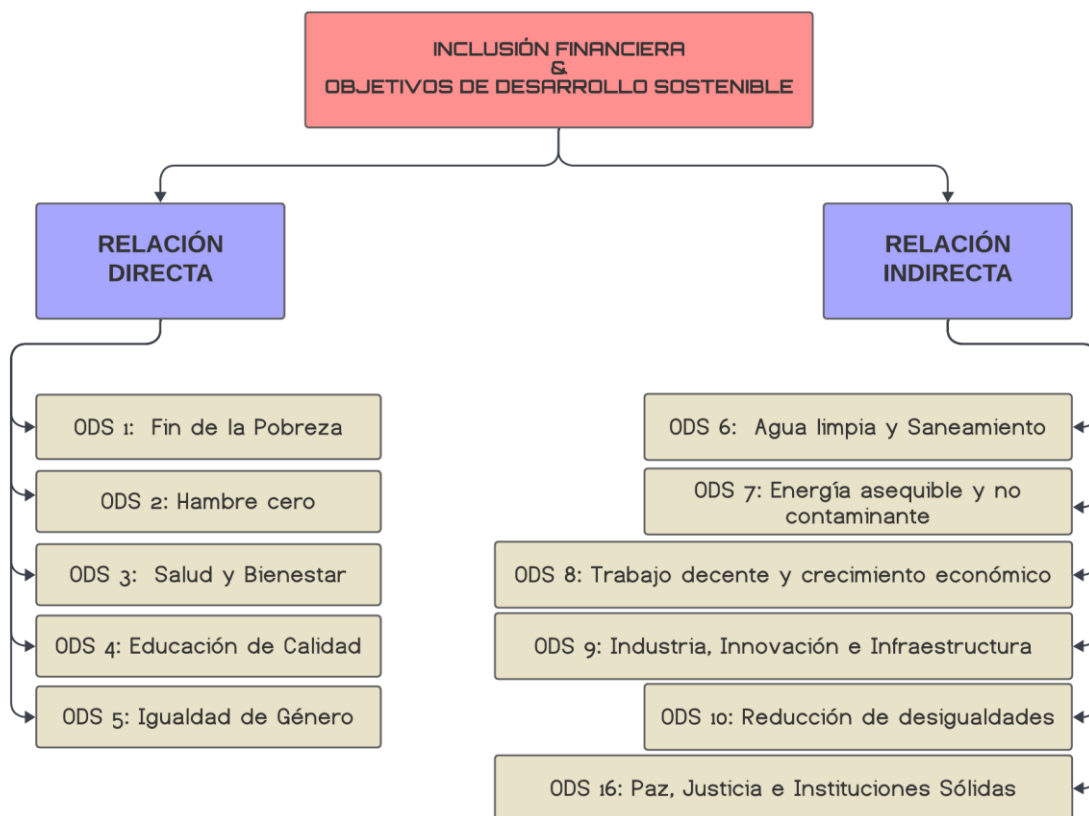 INCLUSIÓN FINANCIERA
&
OBJETIVOS DE DESARROLLO SOSTENIBLE
RELACIÓN
DIRECTA
ODS 1: Fin de la Pobreza
ODS 2: Hambre cero
ODS 3: Salud y Bienestar
ODS 4: Educación de Calidad
ODS 5: Igualdad de Género
RELACIÓN
INDIRECTA
ODS 6: Agua limpia y Saneamiento
ODS 7: Energía asequible y no
contaminante
ODS 8: Trabajo decente y crecimiento económico
ODS 9: Industria, Innovación e Infraestructura
ODS 10: Reducción de desigualdades
ODS 16: Paz, Justicia e Instituciones Sólidas